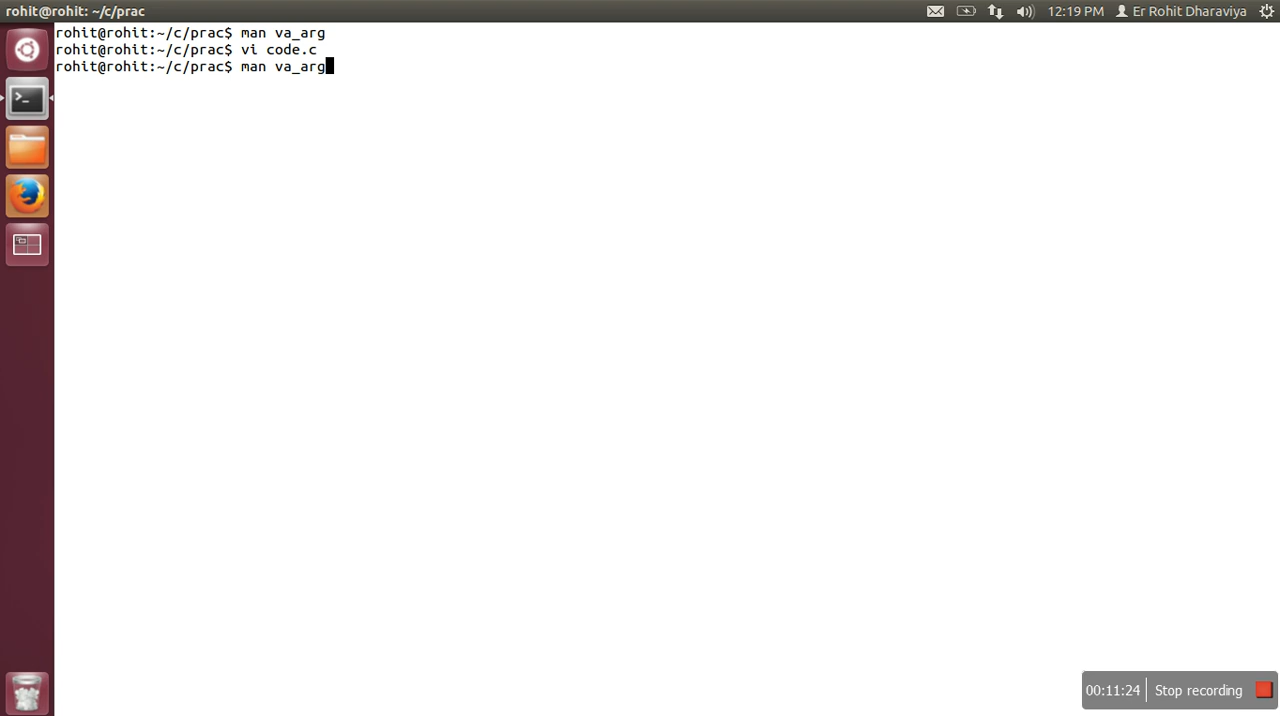 rohit@rohit: ~/c/prac
12:19 PM
Er Rohit Dharaviya
rohit@rohit:~/c/prac$ man va_arg
rohit@rohit:~/c/prac$ vi code.c
rohit@rohit:~/c/prac$ man va_arg
>_
00:11:24
Stop recording